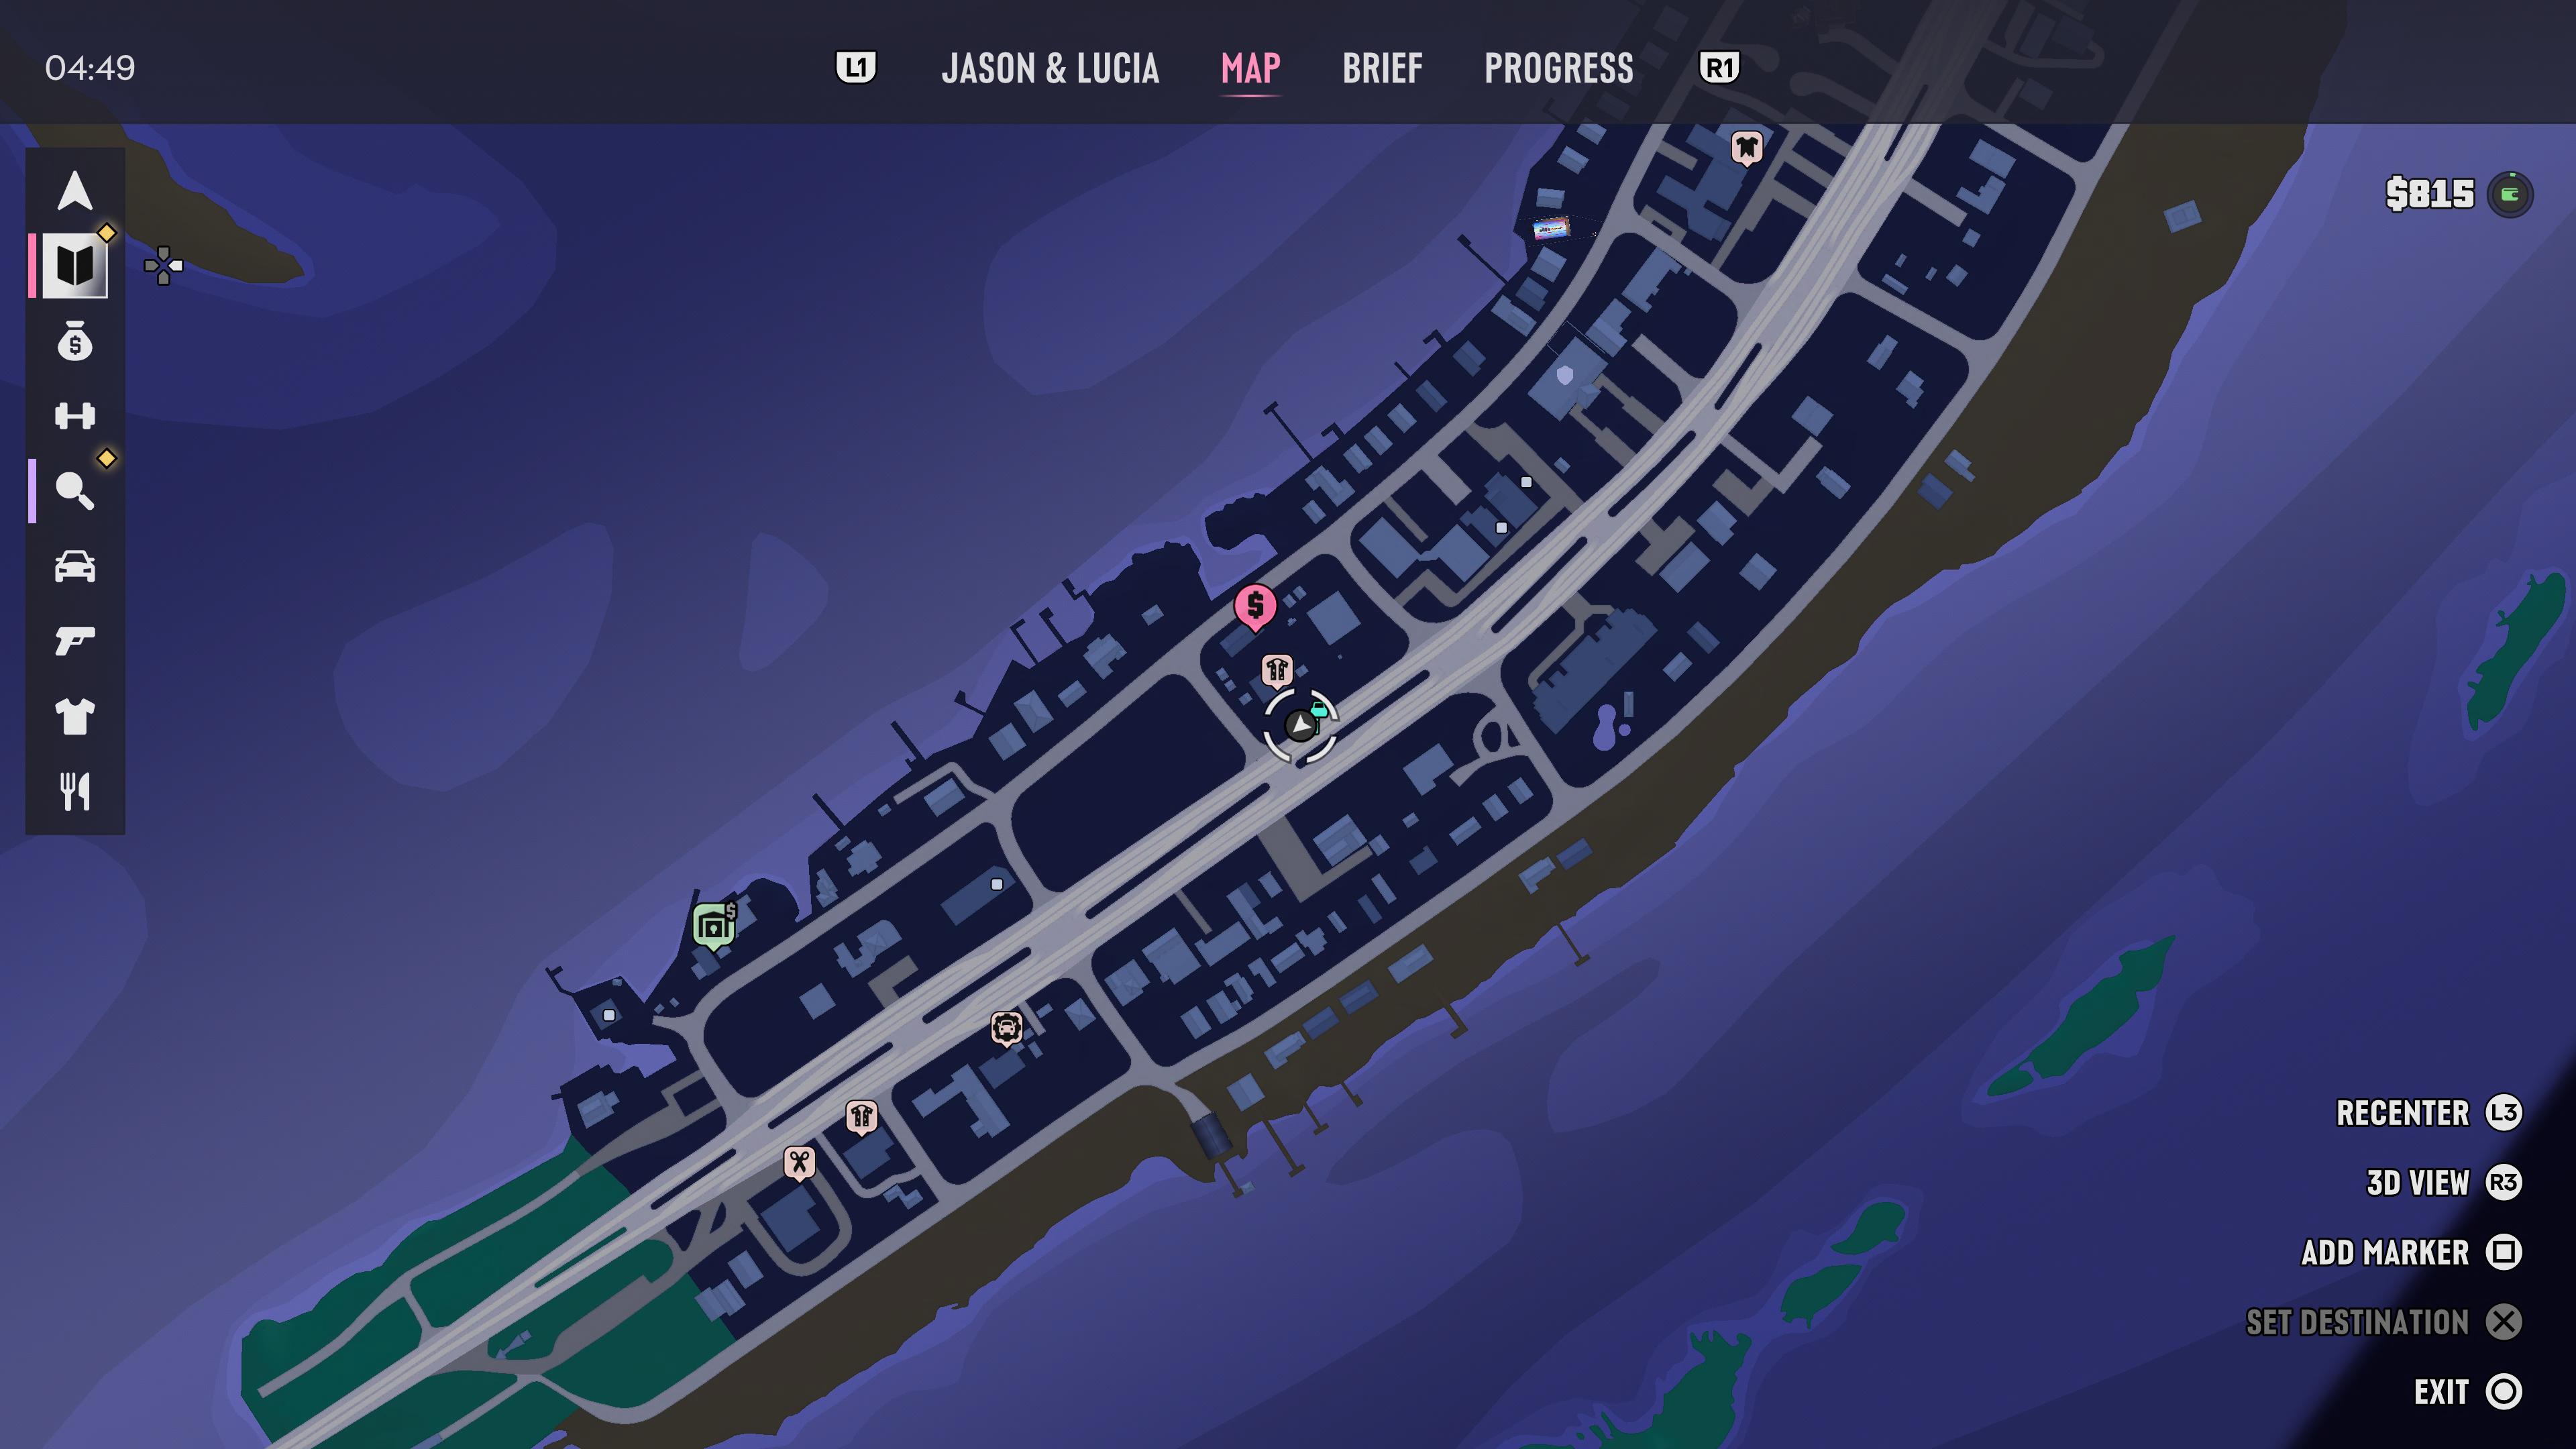 04:49
L1 JASON & LUCIA MAP BRIEF PROGRESS R1
$815
RECENTER L3
3D VIEW R3
ADD MARKER
SET DESTINATION
EXIT